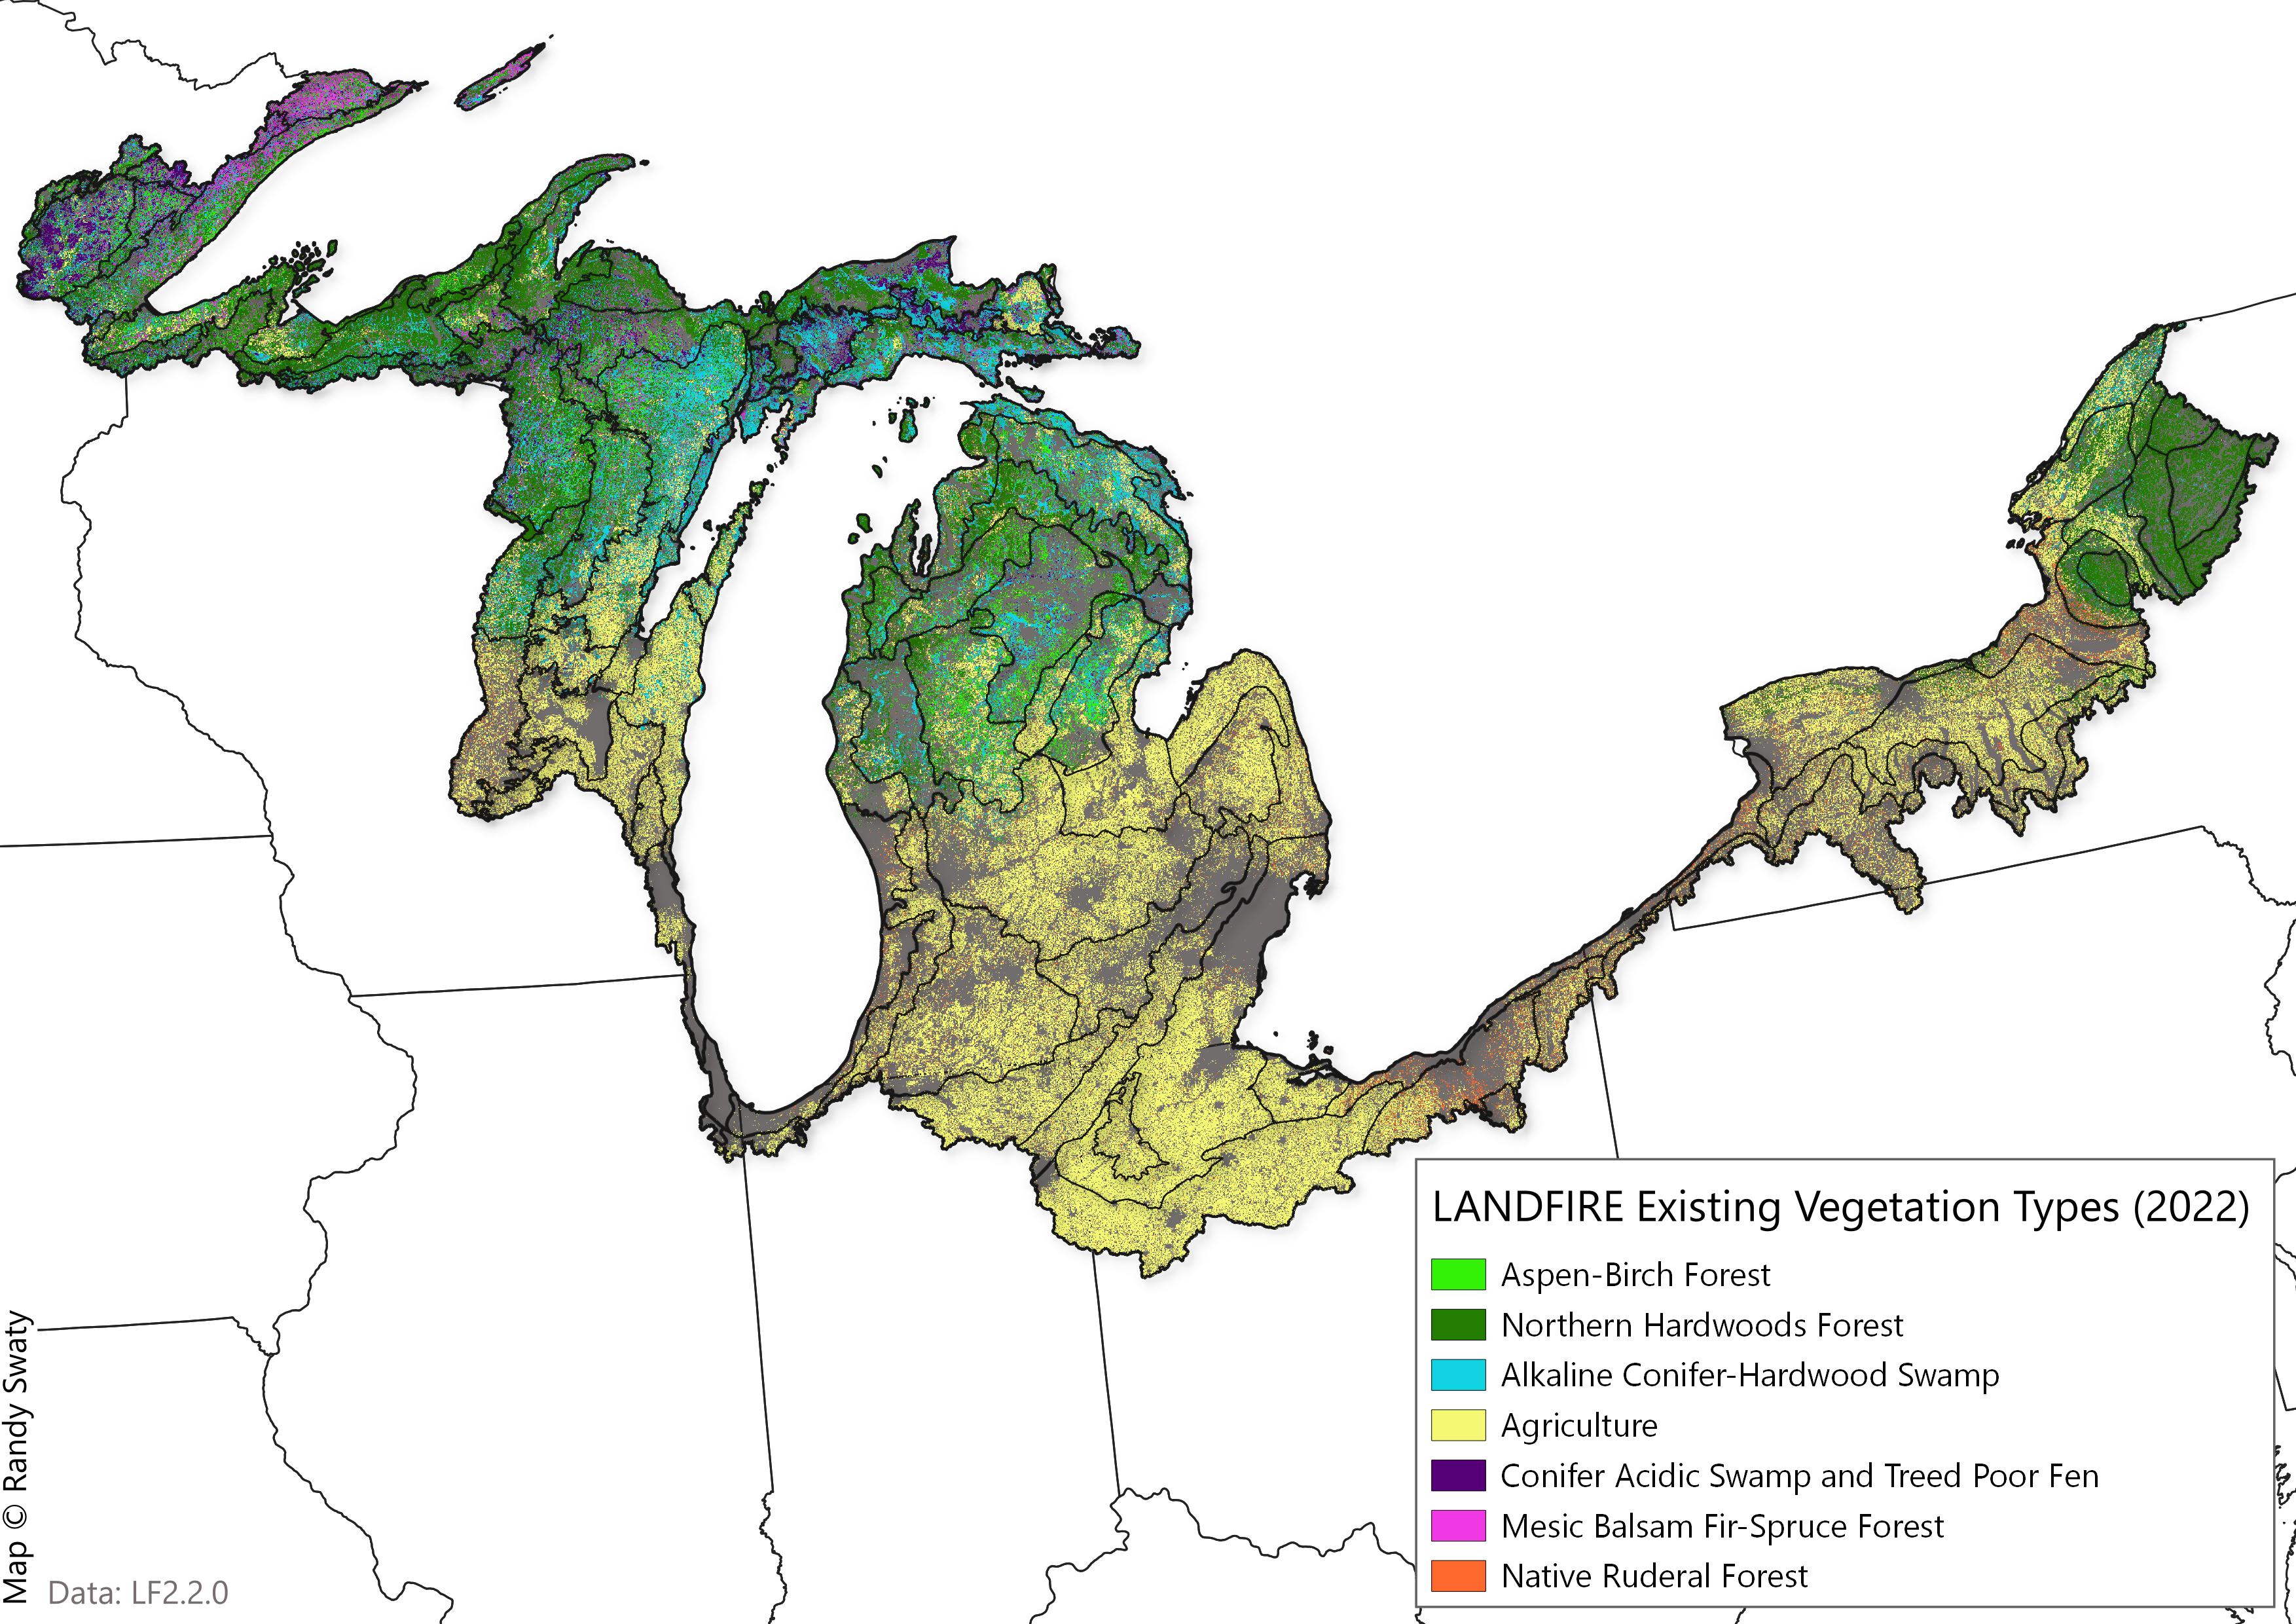 LANDFIRE Existing Vegetation Types (2022)
Aspen-Birch Forest
Northern Hardwoods Forest
Alkaline Conifer-Hardwood Swamp
Agriculture
Conifer Acidic Swamp and Treed Poor Fen
Mesic Balsam Fir-Spruce Forest
Native Ruderal Forest
Map © Randy Swaty
Data: LF2.2.0